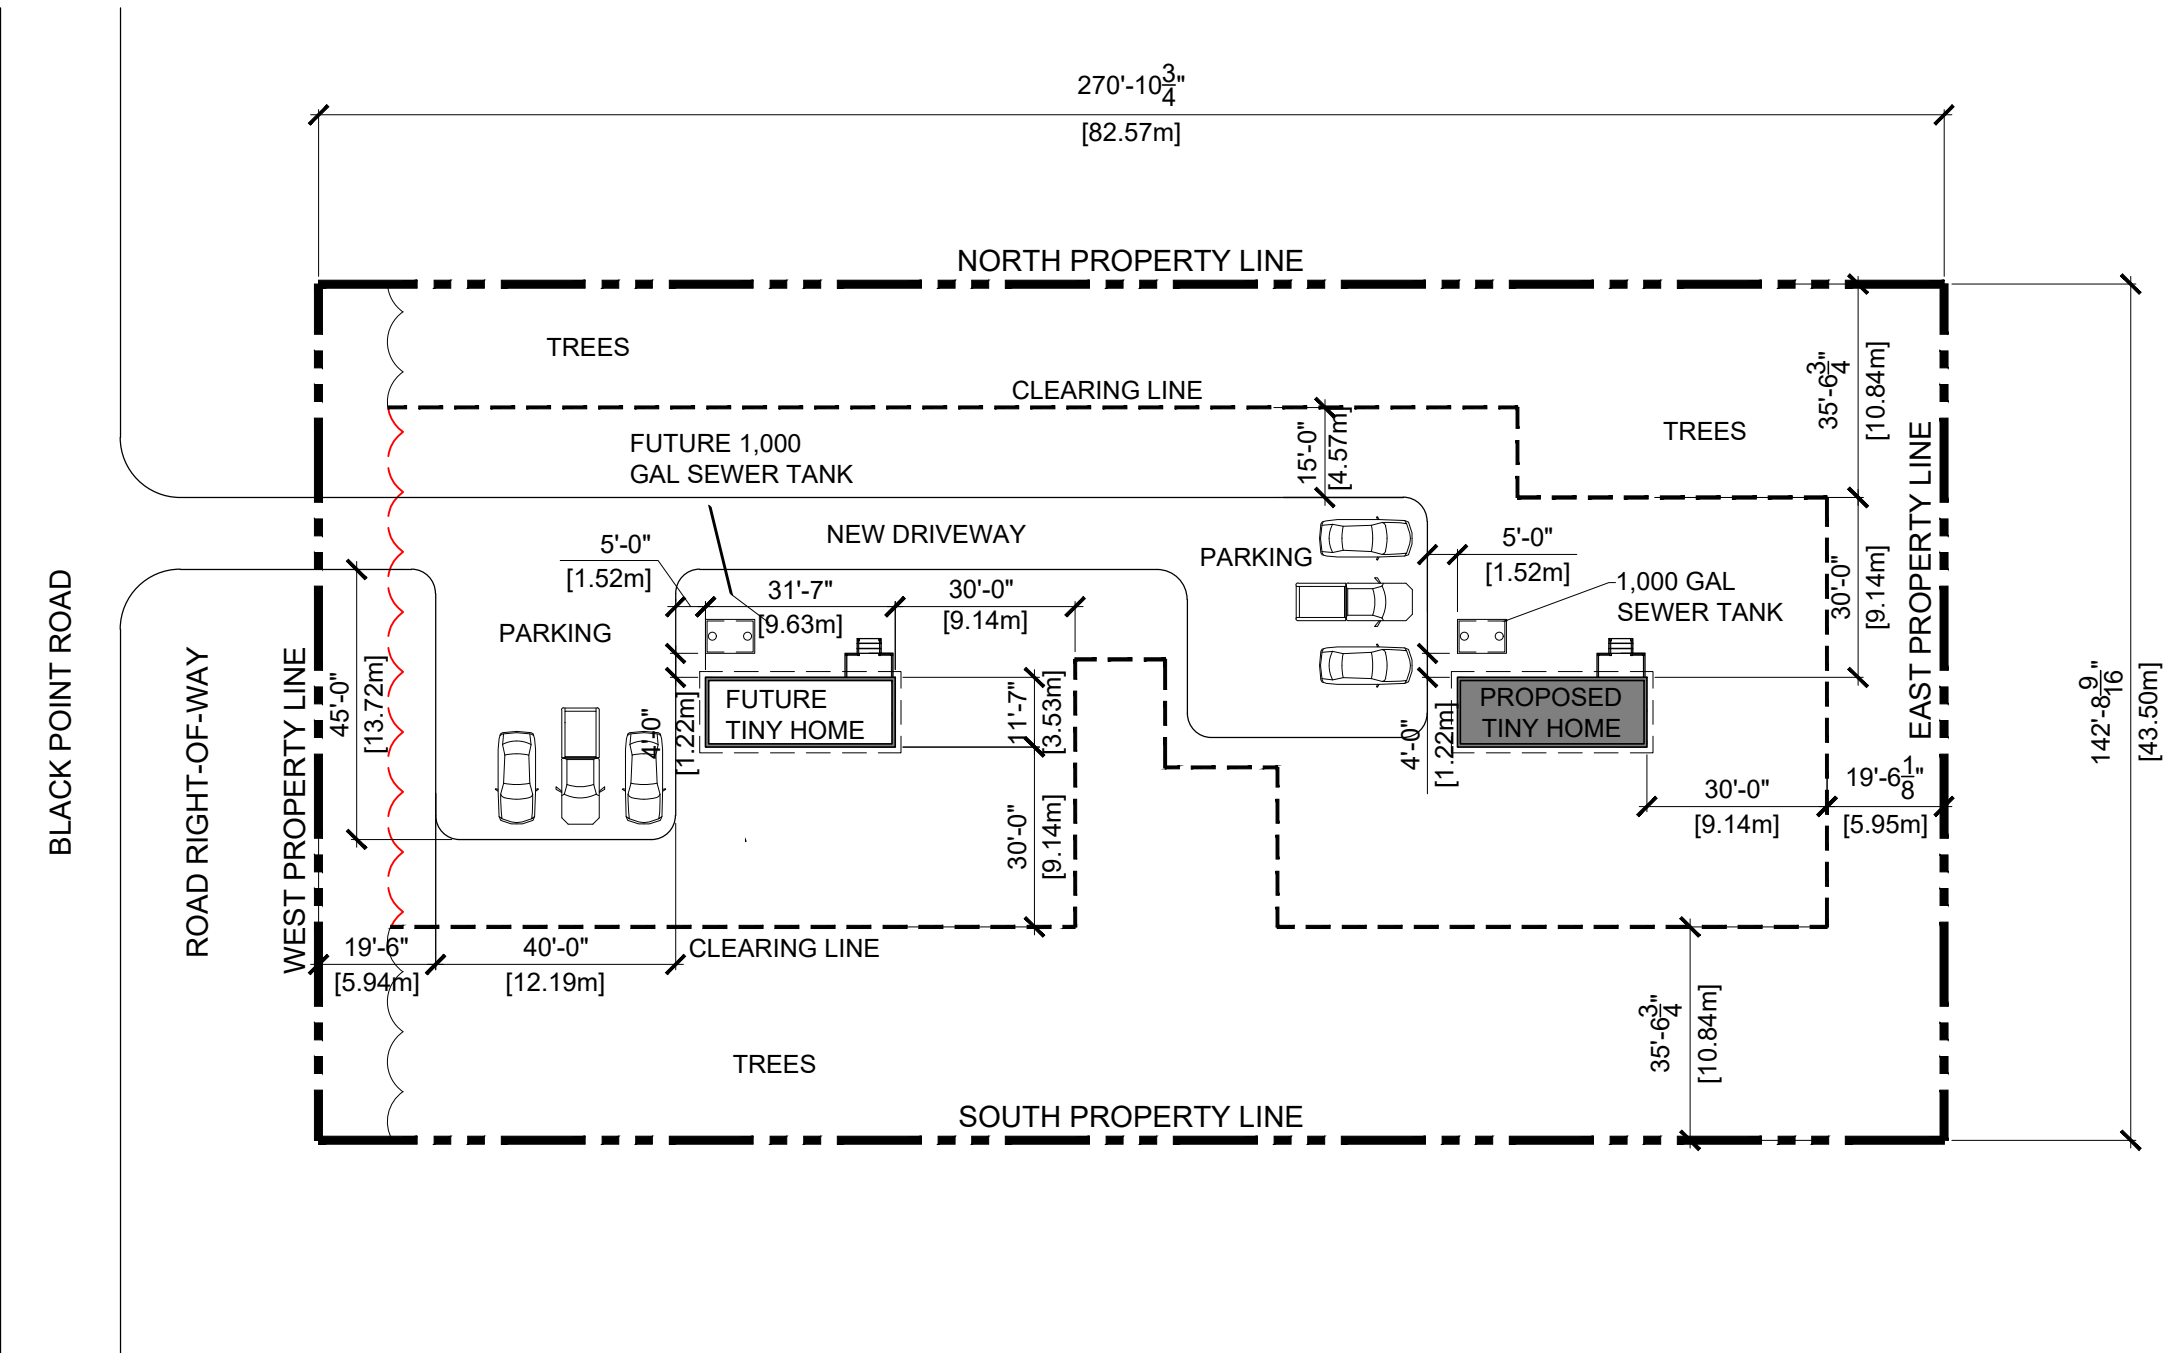 270'-10 3/4"
[82.57m]
NORTH PROPERTY LINE
TREES
CLEARING LINE
TREES
35'-6 3/4"
[10.84m]
15'-0"
[4.57m]
FUTURE 1,000
GAL SEWER TANK
NEW DRIVEWAY
PARKING
5'-0"
[1.52m]
5'-0"
[1.52m]
31'-7"
[9.63m]
30'-0"
[9.14m]
1,000 GAL
SEWER TANK
30'-0"
[9.14m]
EAST PROPERTY LINE
142'-8 9/16"
[43.50m]
BLACK POINT ROAD
ROAD RIGHT-OF-WAY
WEST PROPERTY LINE
45'-0"
[13.72m]
PARKING
4'-0"
[1.22m]
FUTURE
TINY HOME
11'-7"
[3.53m]
30'-0"
[9.14m]
4'-0"
[1.22m]
PROPOSED
TINY HOME
30'-0"
[9.14m]
19'-6 1/8"
[5.95m]
19'-6"
[5.94m]
40'-0"
[12.19m]
CLEARING LINE
35'-6 3/4"
[10.84m]
TREES
SOUTH PROPERTY LINE